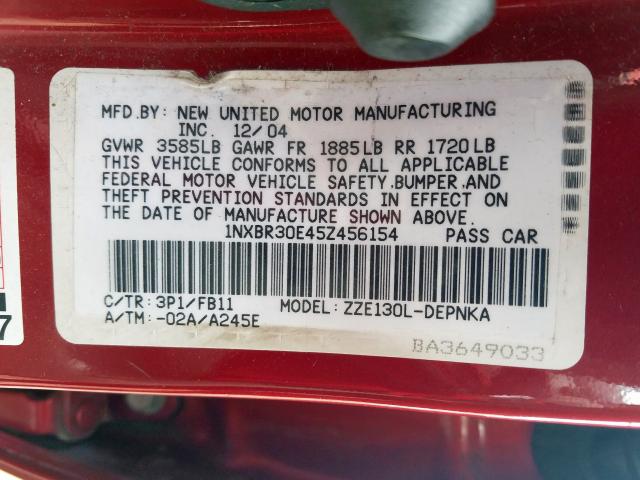 MFD.BY: NEW UNITED MOTOR MANUFACTURING
INC. 12/04
GVWR 3585LB GAWR FR 1885LB RR 1720LB
THIS VEHICLE CONFORMS TO ALL APPLICABLE
FEDERAL MOTOR VEHICLE SAFETY,BUMPER,AND
THEFT PREVENTION STANDARDS IN EFFECT ON
THE DATE OF MANUFACTURE SHOWN ABOVE.
1NXBR30E45Z456154 PASS CAR
C/TR: 3P1/FB11 MODEL: ZZE130L-DEPNKA
A/TM: -02A/A245E
BA3649033
7